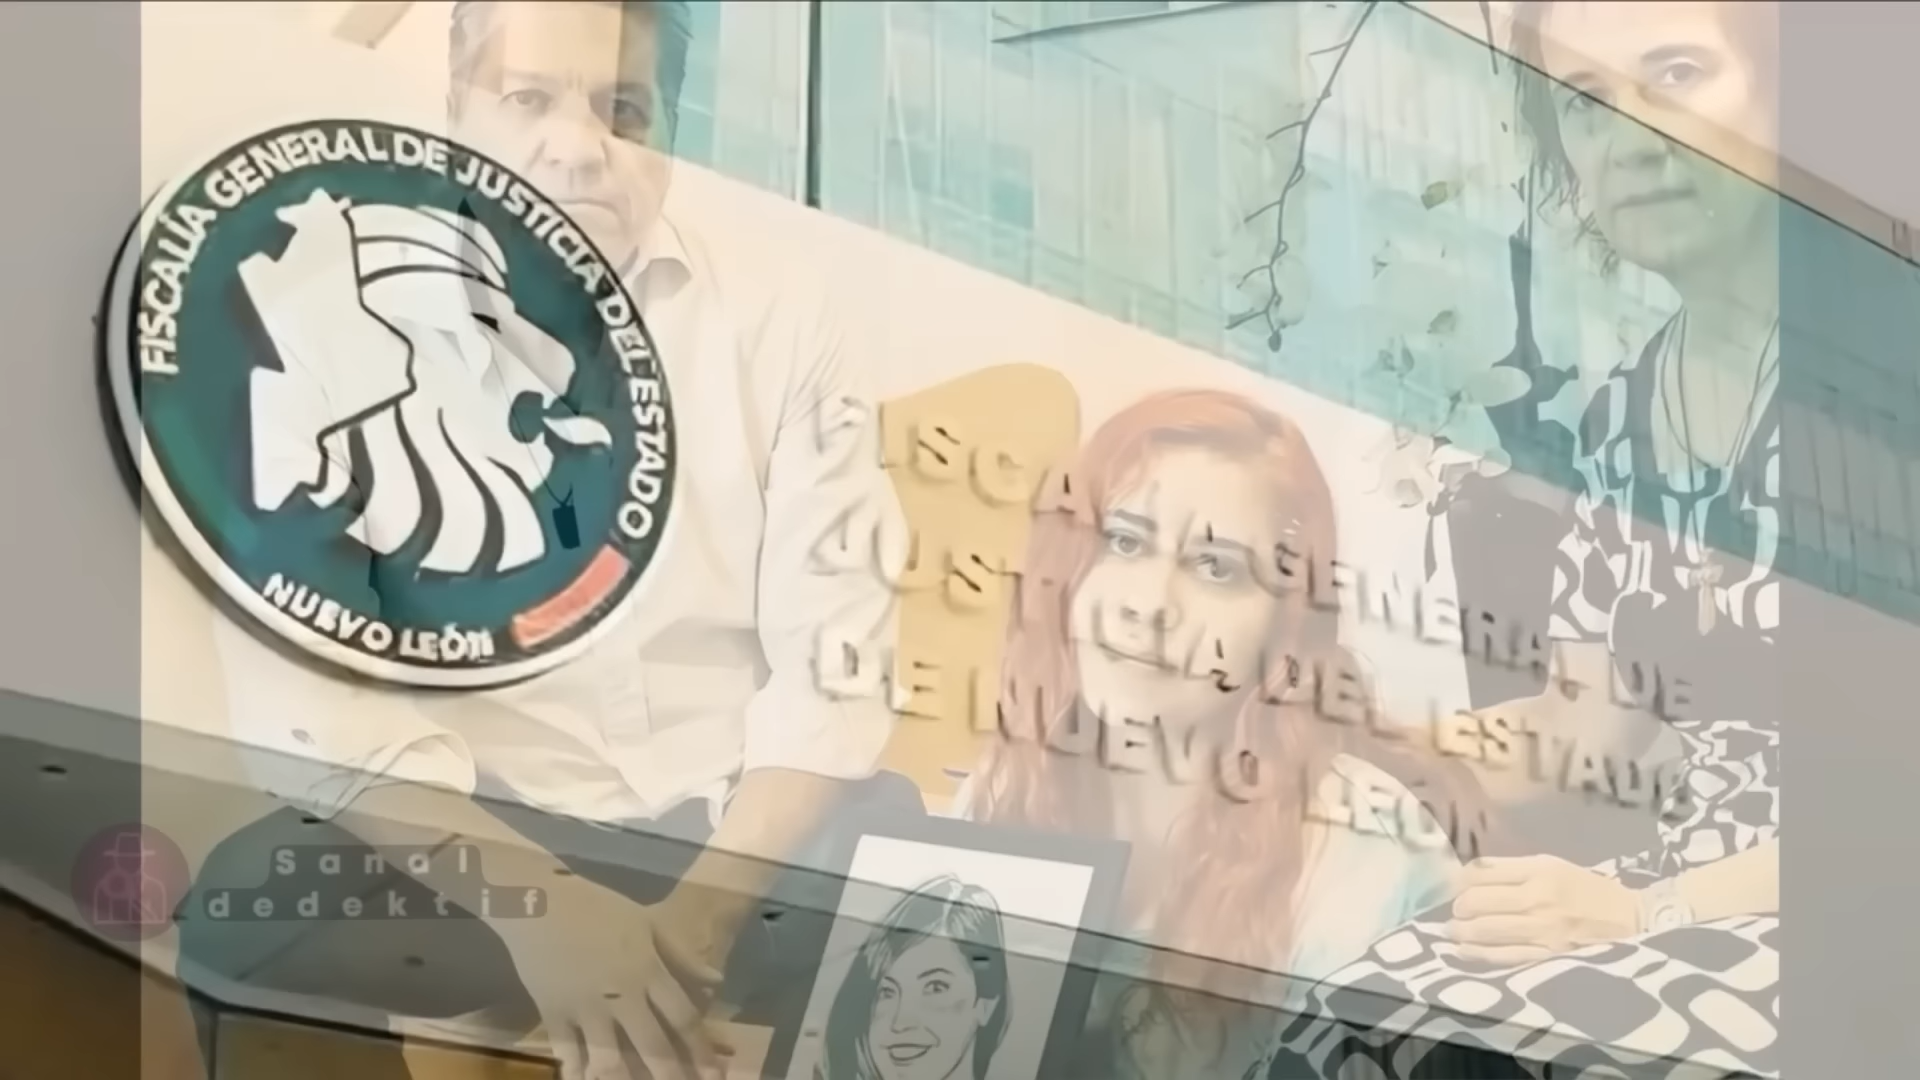 FISCALÍA GENERAL DE JUSTICIA DEL ESTADO
NUEVO LEÓN
FISCALÍA GENERAL DE
JUSTICIA DEL ESTADO
DE NUEVO LEÓN
Sanal
dedektif